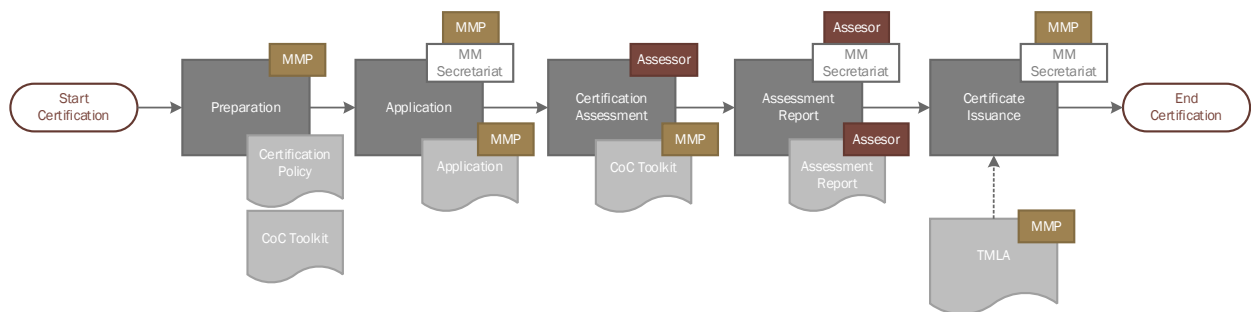 Start
Certification
MMP
Preparation
Certification
Policy
CoC Toolkit
MMP
MM
Secretariat
Application
MMP
Application
Assessor
Certification
Assessment
MMP
CoC Toolkit
Assesor
MM
Secretariat
Assessment
Report
Assesor
Assessment
Report
MMP
MM
Secretariat
Certificate
Issuance
MMP
TMLA
End
Certification